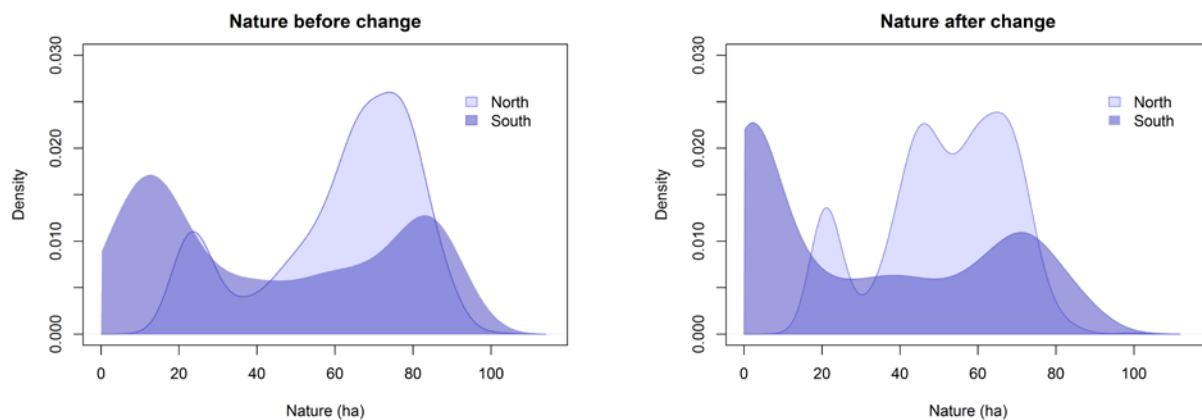 Nature before change
0.030
0.020
0.010
0.000
Density
North
South
0 20 40 60 80 100
Nature (ha)
Nature after change
0.030
0.020
0.010
0.000
Density
North
South
0 20 40 60 80 100
Nature (ha)